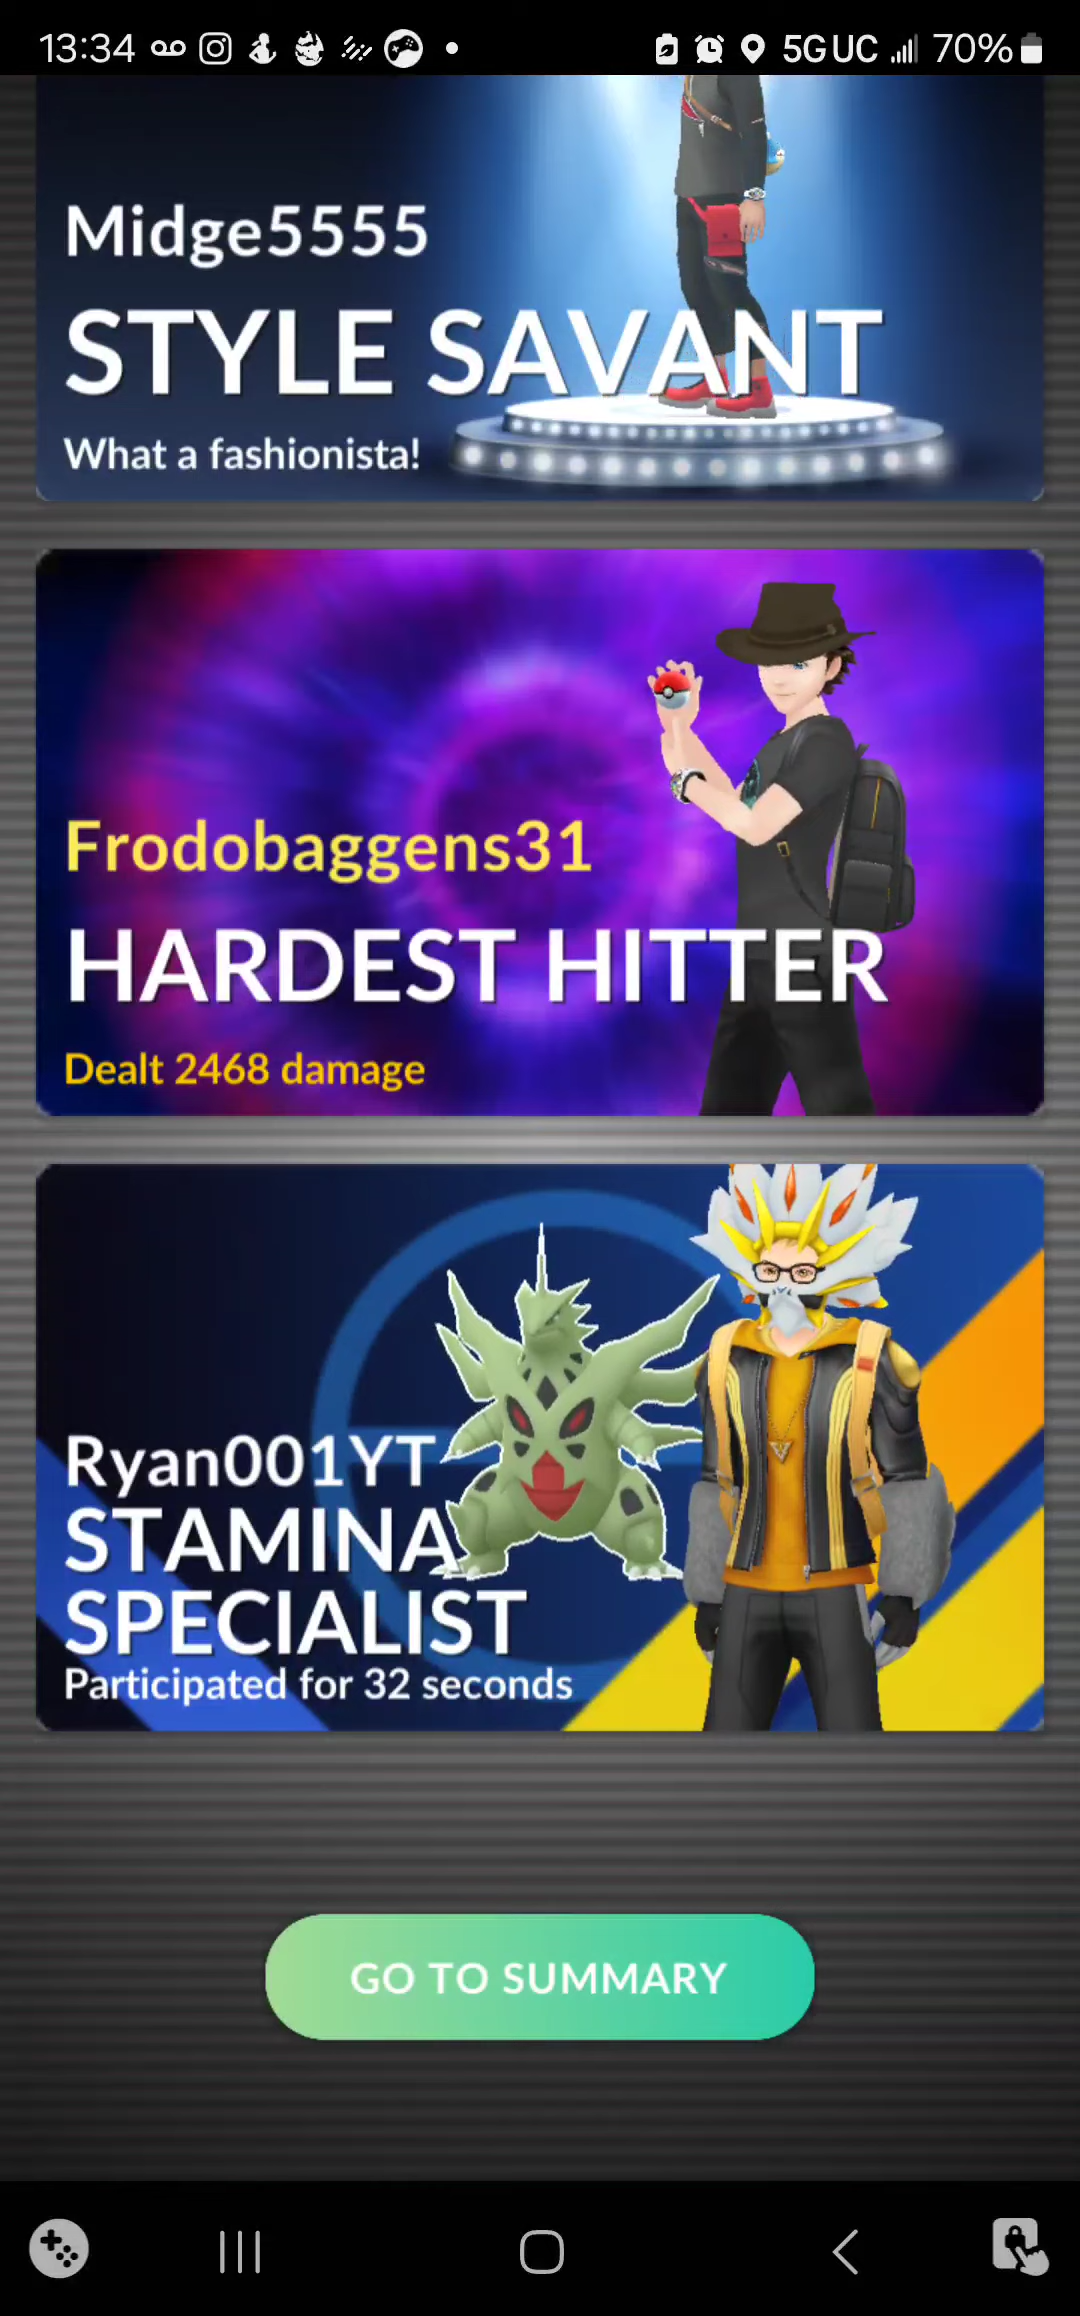 13:34
5G UC
70%
Midge5555
STYLE SAVANT
What a fashionista!
Frodobaggens31
HARDEST HITTER
Dealt 2468 damage
Ryan001YT
STAMINA
SPECIALIST
Participated for 32 seconds
GO TO SUMMARY